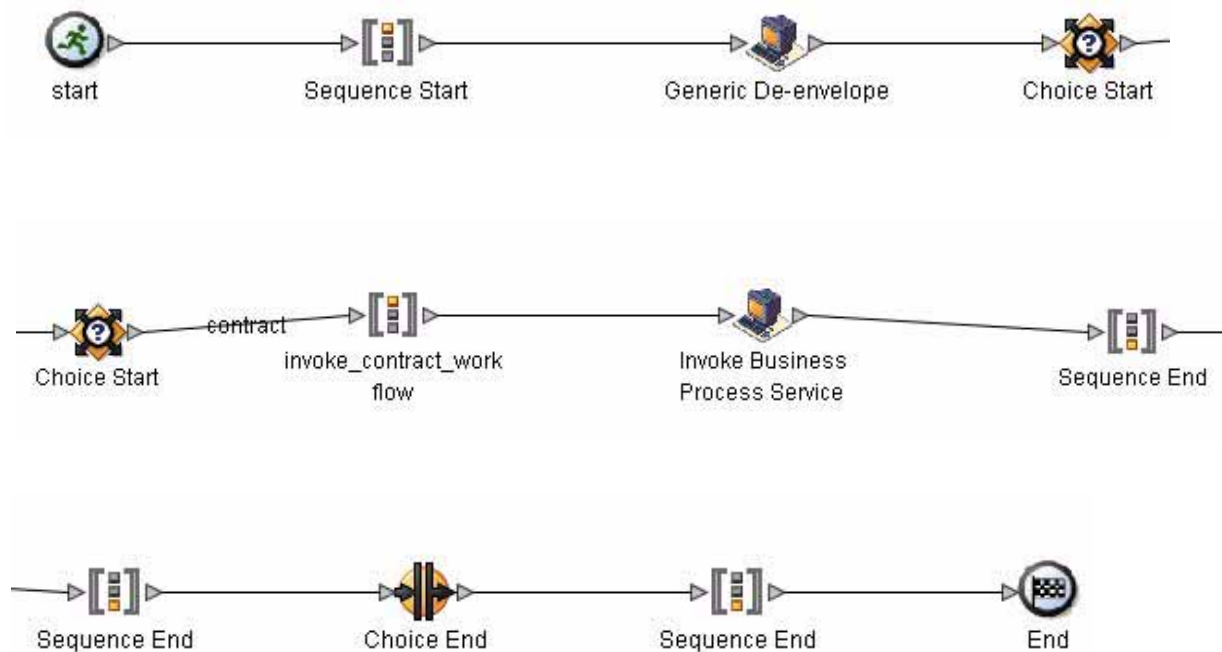 start
Sequence Start
Generic De-envelope
Choice Start
Choice Start
contract
invoke_contract_work
flow
Invoke Business
Process Service
Sequence End
Sequence End
Choice End
Sequence End
End